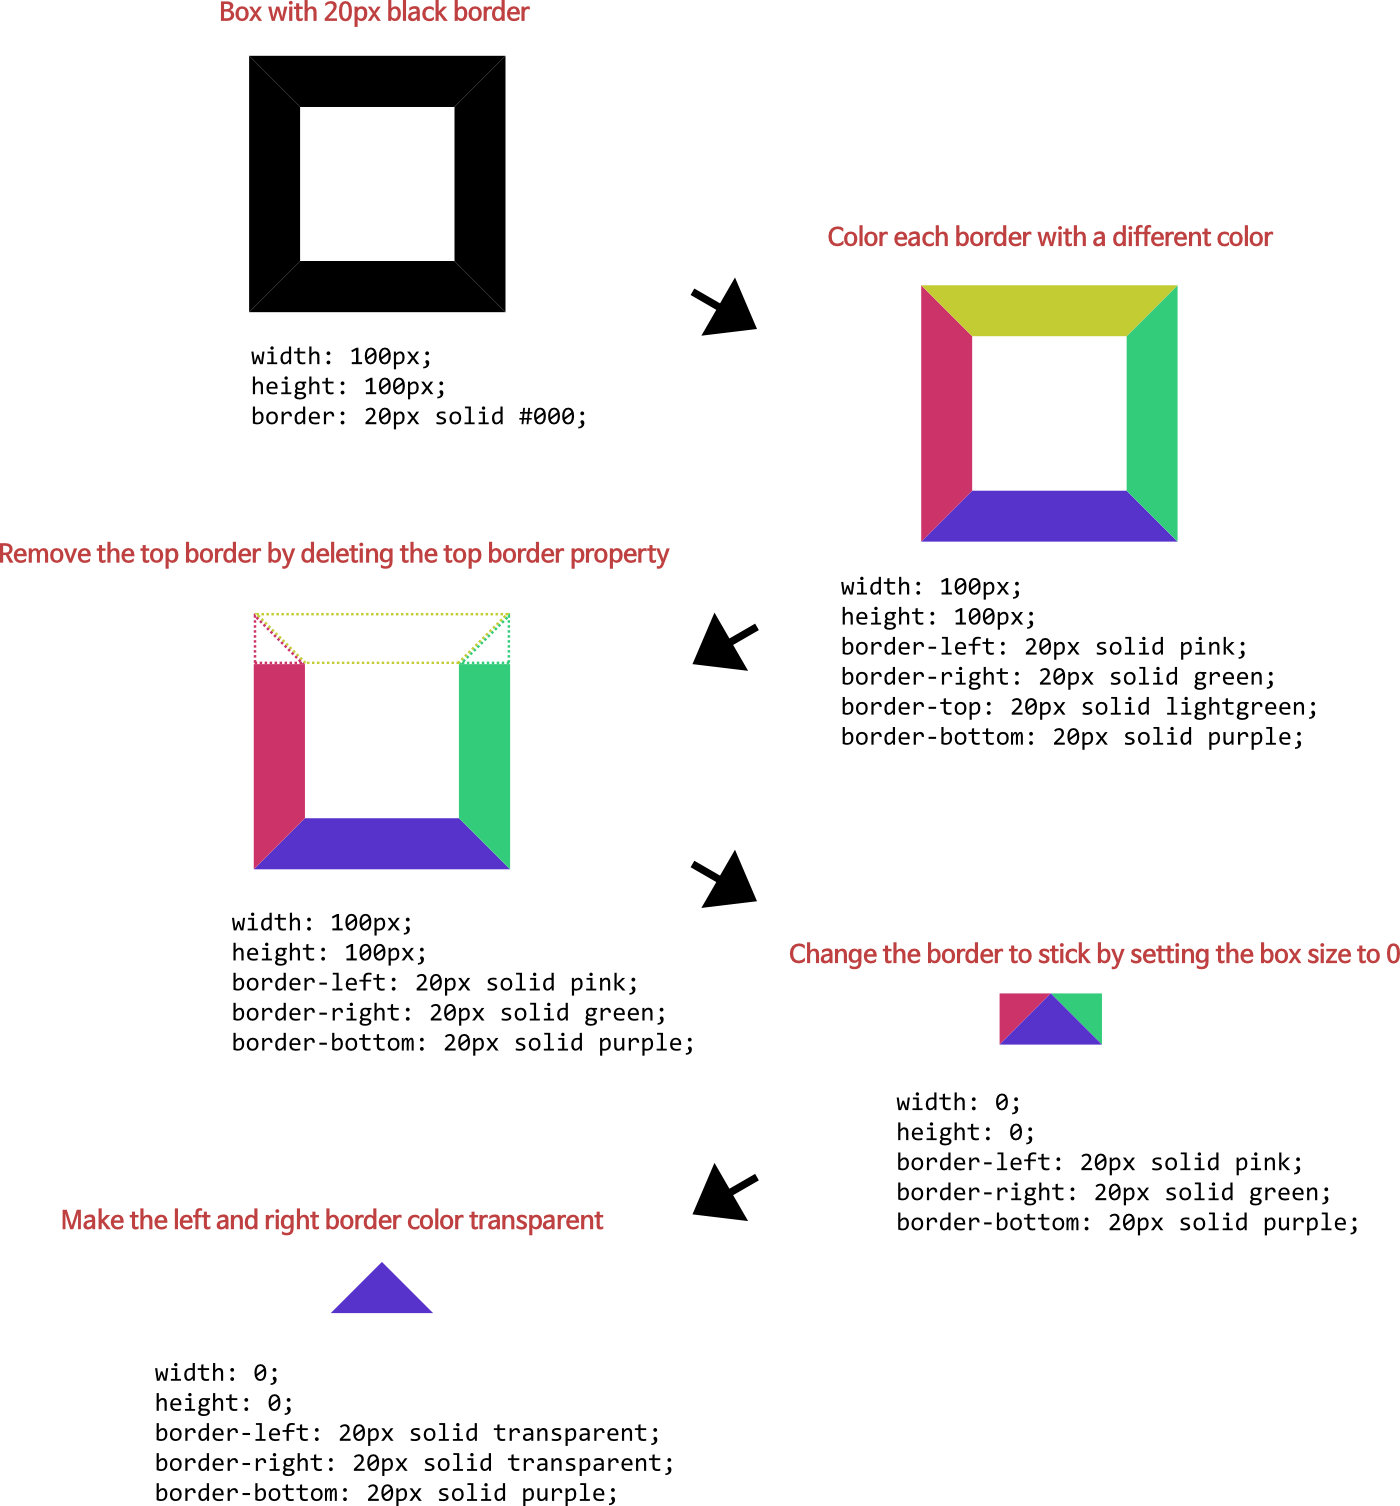 Box with 20px black border
width: 100px;
height: 100px;
border: 20px solid #000;
Color each border with a different color
width: 100px;
height: 100px;
border-left: 20px solid pink;
border-right: 20px solid green;
border-top: 20px solid lightgreen;
border-bottom: 20px solid purple;
Remove the top border by deleting the top border property
width: 100px;
height: 100px;
border-left: 20px solid pink;
border-right: 20px solid green;
border-bottom: 20px solid purple;
Change the border to stick by setting the box size to 0
width: 0;
height: 0;
border-left: 20px solid pink;
border-right: 20px solid green;
border-bottom: 20px solid purple;
Make the left and right border color transparent
width: 0;
height: 0;
border-left: 20px solid transparent;
border-right: 20px solid transparent;
border-bottom: 20px solid purple;